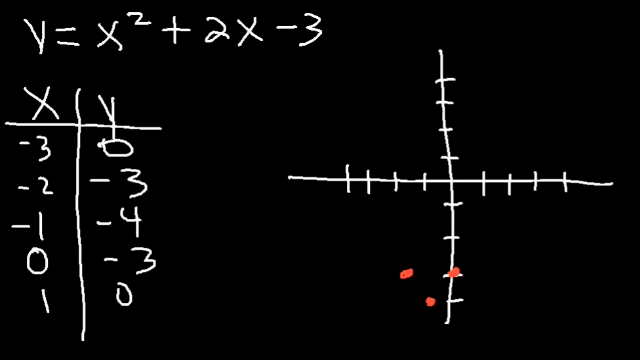 y = x² + 2x - 3
x y
-3 0
-2 -3
-1 -4
0 -3
1 0